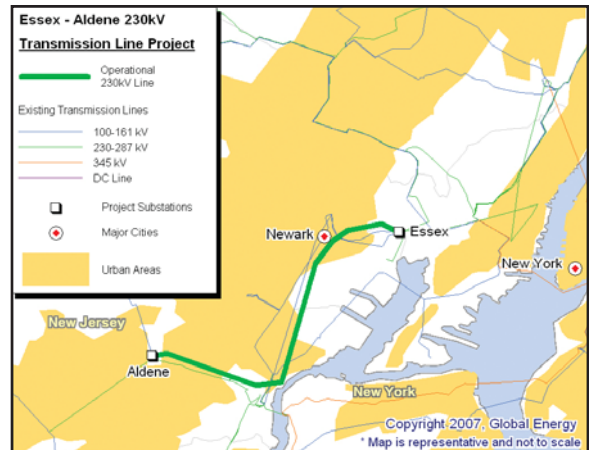 Essex - Aldene 230kV
Transmission Line Project
Operational
230kV Line
Existing Transmission Lines
100-161 kV
230-287 kV
345 kV
DC Line
Project Substations
Major Cities
Urban Areas
Newark
Essex
New York
New Jersey
Aldene
New York
Copyright 2007, Global Energy
* Map is representative and not to scale